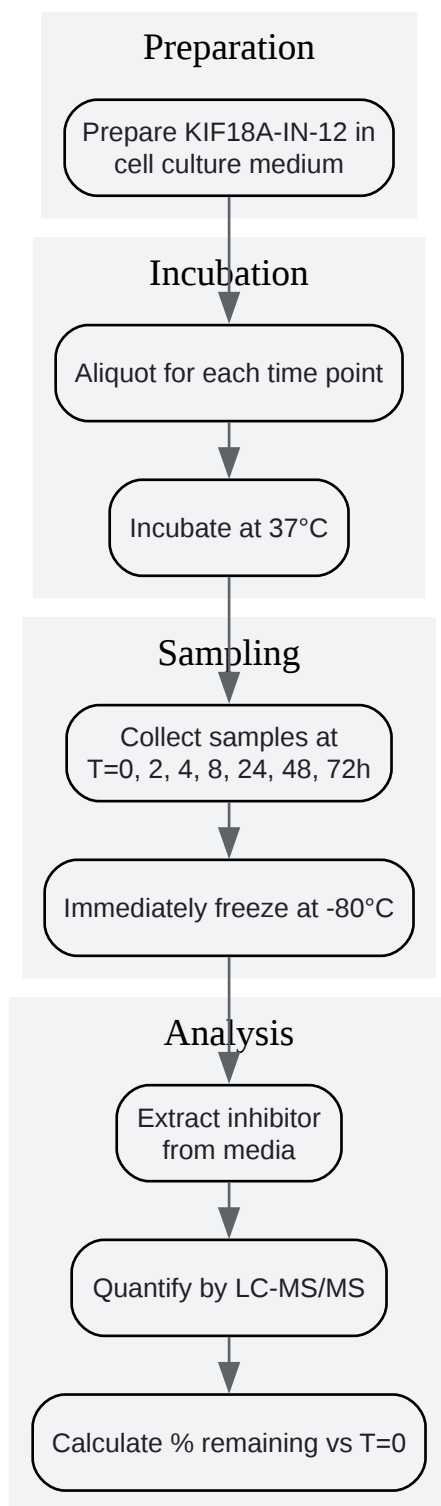 Preparation
Prepare KIF18A-IN-12 in
cell culture medium
Incubation
Aliquot for each time point
Incubate at 37°C
Sampling
Collect samples at
T=0, 2, 4, 8, 24, 48, 72h
Immediately freeze at -80°C
Analysis
Extract inhibitor
from media
Quantify by LC-MS/MS
Calculate % remaining vs T=0